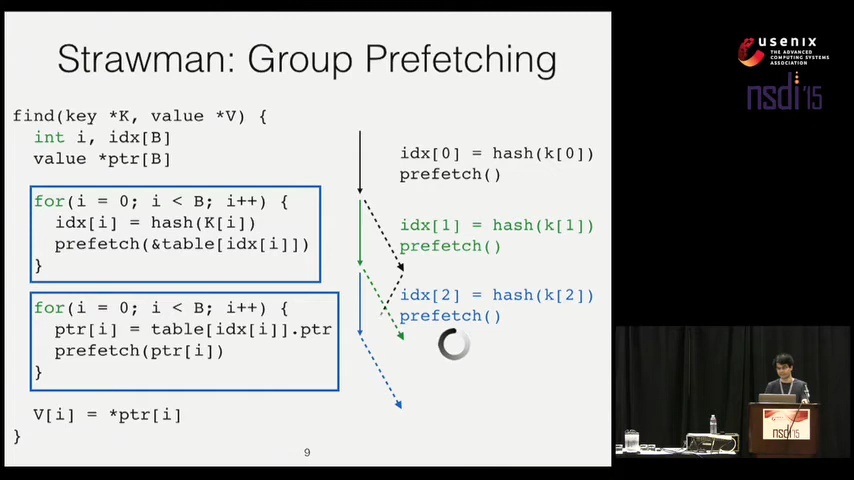 Strawman: Group Prefetching
find(key *K, value *V) {
int i, idx[B]
value *ptr[B]
for(i = 0; i < B; i++) {
idx[i] = hash(K[i])
prefetch(&table[idx[i]])
}
for(i = 0; i < B; i++) {
ptr[i] = table[idx[i]].ptr
prefetch(ptr[i])
}
V[i] = *ptr[i]
}
idx[0] = hash(k[0])
prefetch()
idx[1] = hash(k[1])
prefetch()
idx[2] = hash(k[2])
prefetch()
9
usenix
THE ADVANCED
COMPUTING SYSTEMS
ASSOCIATION
nsdi '15
nsdi'15